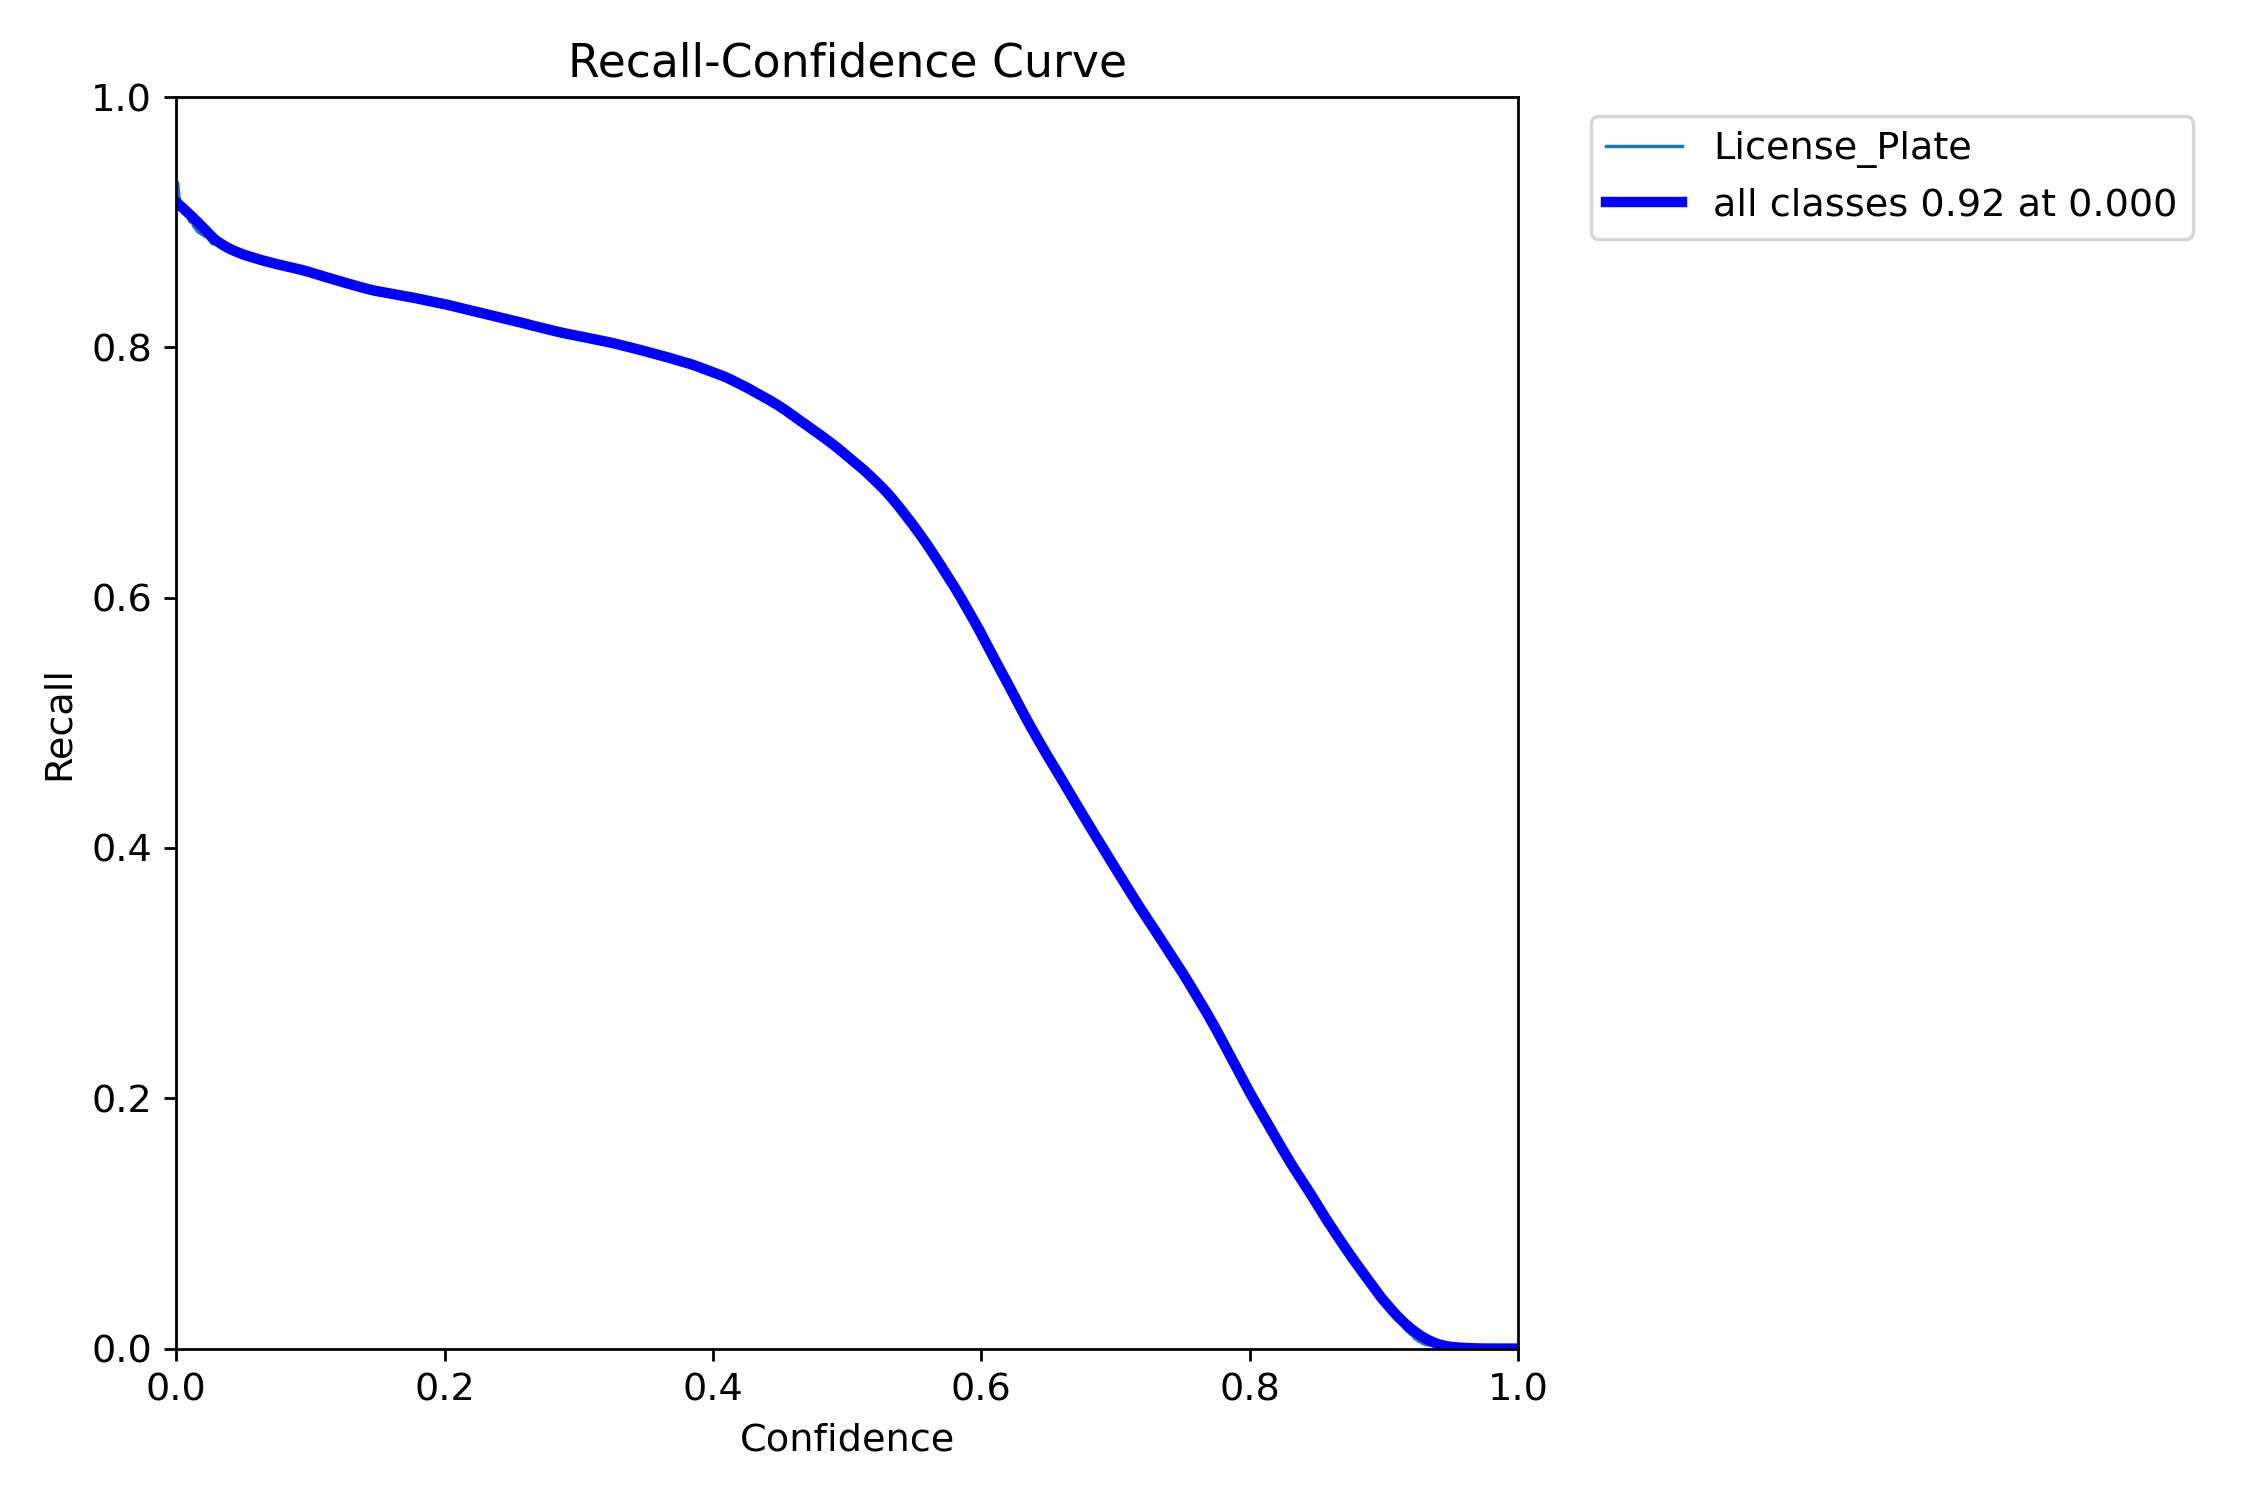 Recall-Confidence Curve
License_Plate
all classes 0.92 at 0.000
Recall
1.0
0.8
0.6
0.4
0.2
0.0
0.0 0.2 0.4 0.6 0.8 1.0
Confidence